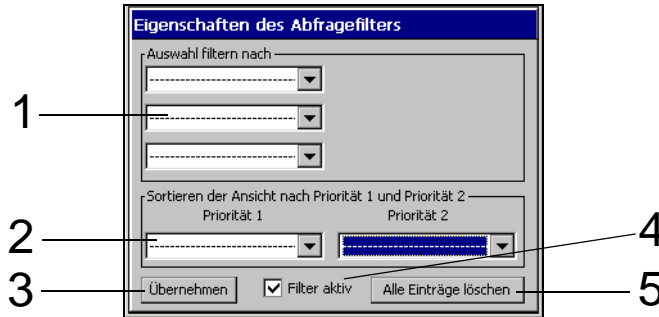 Eigenschaften des Abfragefilters
Auswahl filtern nach
1
Sortieren der Ansicht nach Priorität 1 und Priorität 2
Priorität 1 Priorität 2
2
4
3 Übernehmen Filter aktiv Alle Einträge löschen 5